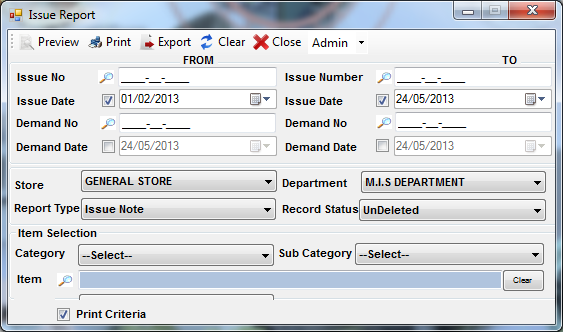 Issue Report
Preview Print Export Clear Close Admin
FROM TO
Issue No ____-__-____ Issue Number ____-__-____
Issue Date 01/02/2013 Issue Date 24/05/2013
Demand No ____-__-____ Demand No ____-__-____
Demand Date 24/05/2013 Demand Date 24/05/2013
Store GENERAL STORE Department M.I.S DEPARTMENT
Report Type Issue Note Record Status UnDeleted
Item Selection
Category --Select-- Sub Category --Select--
Item Clear
Print Criteria